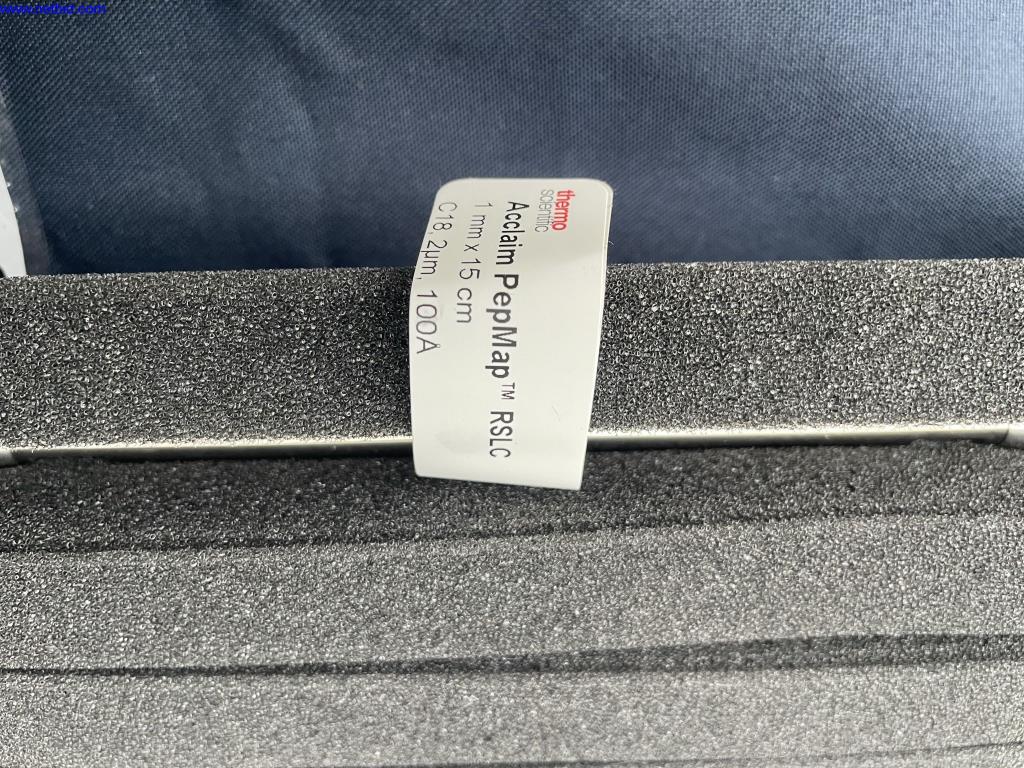 www.netbid.com
thermo
scientific
Acclaim PepMap™ RSLC
1 mm x 15 cm
C18, 2µm, 100Å